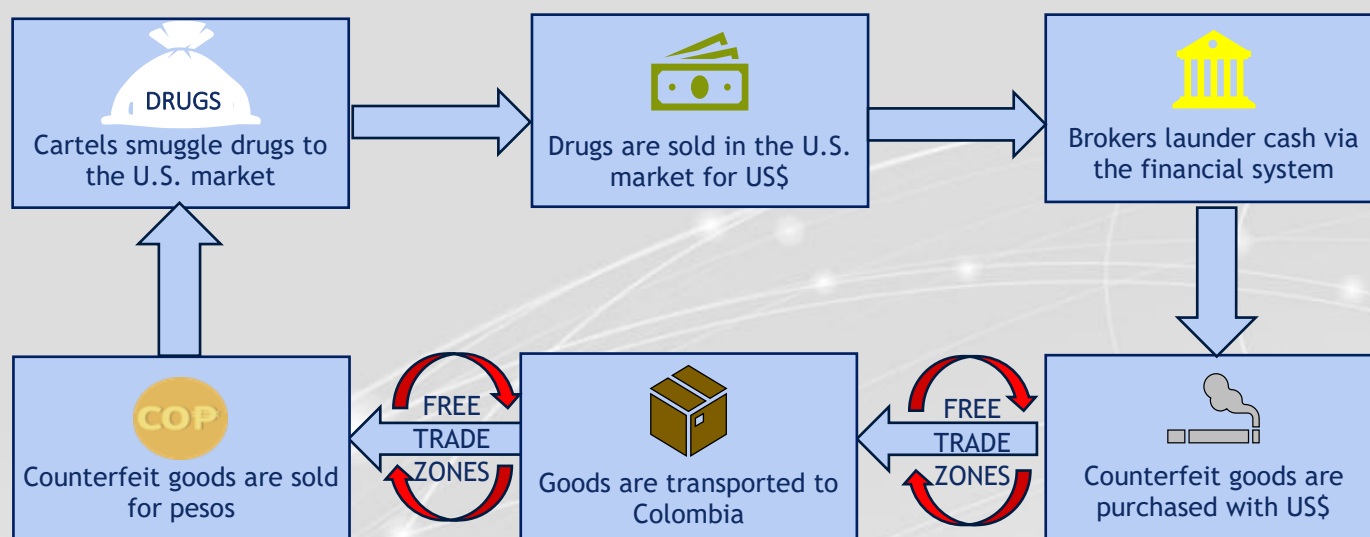 DRUGS
Cartels smuggle drugs to
the U.S. market
Drugs are sold in the U.S.
market for US$
Brokers launder cash via
the financial system
COP
Counterfeit goods are sold
for pesos
FREE
TRADE
ZONES
Goods are transported to
Colombia
FREE
TRADE
ZONES
Counterfeit goods are
purchased with US$